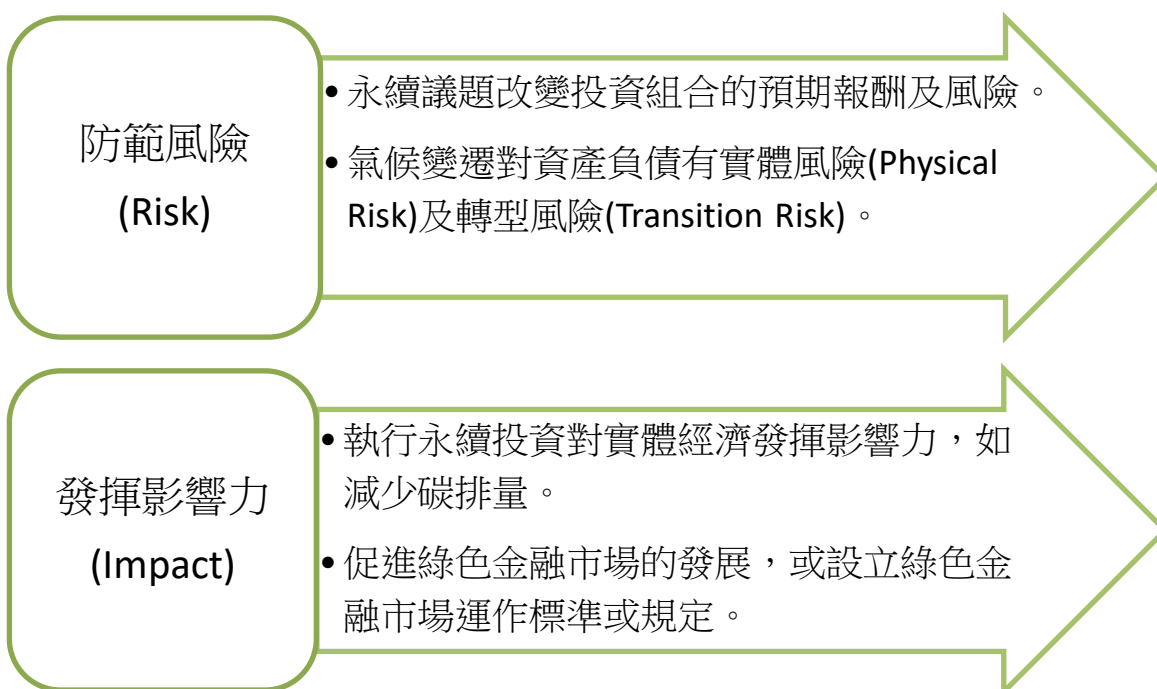 防範風險
(Risk)
•永續議題改變投資組合的預期報酬及風險。
•氣候變遷對資產負債有實體風險(Physical
Risk)及轉型風險(Transition Risk)。
發揮影響力
(Impact)
•執行永續投資對實體經濟發揮影響力，如
減少碳排量。
•促進綠色金融市場的發展，或設立綠色金
融市場運作標準或規定。